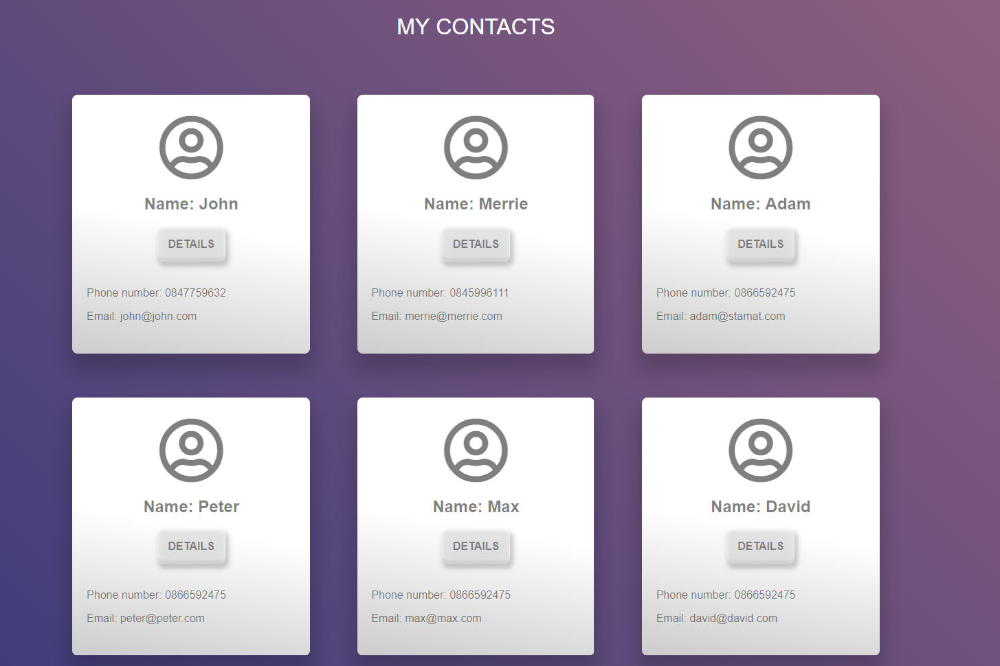 MY CONTACTS
Name: John
DETAILS
Phone number: 0847759632
Email: john@john.com
Name: Merrie
DETAILS
Phone number: 0845996111
Email: merrie@merrie.com
Name: Adam
DETAILS
Phone number: 0866592475
Email: adam@stamat.com
Name: Peter
DETAILS
Phone number: 0866592475
Email: peter@peter.com
Name: Max
DETAILS
Phone number: 0866592475
Email: max@max.com
Name: David
DETAILS
Phone number: 0866592475
Email: david@david.com